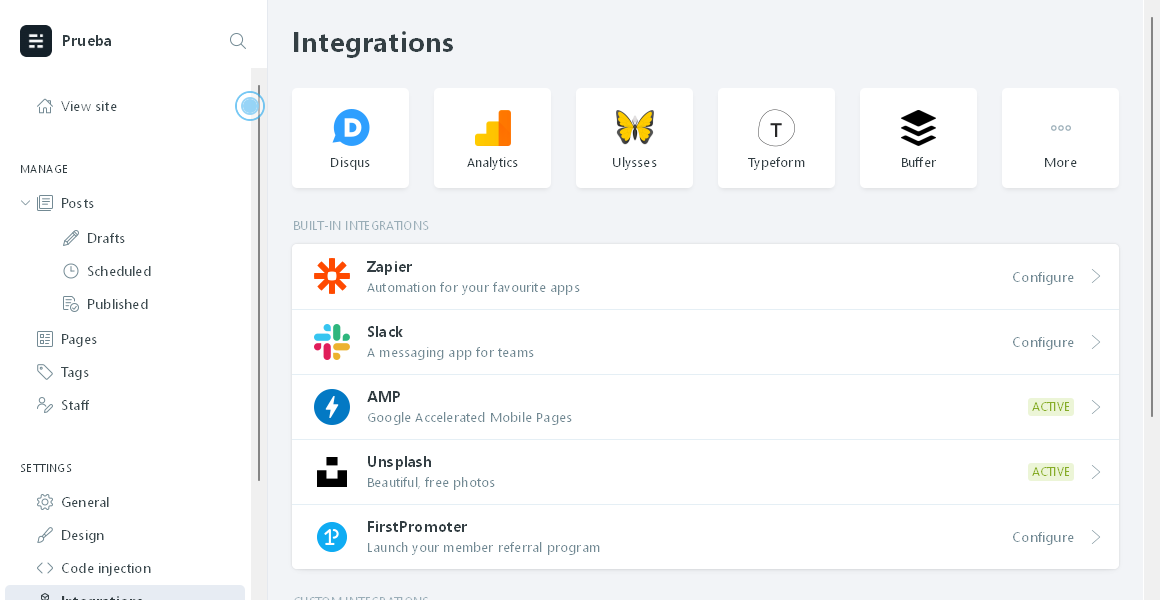 Prueba
View site
MANAGE
Posts
Drafts
Scheduled
Published
Pages
Tags
Staff
SETTINGS
General
Design
Code injection
Integrations
Integrations
Disqus
Analytics
Ulysses
Typeform
Buffer
More
BUILT-IN INTEGRATIONS
Zapier
Automation for your favourite apps
Configure
Slack
A messaging app for teams
Configure
AMP
Google Accelerated Mobile Pages
ACTIVE
Unsplash
Beautiful, free photos
ACTIVE
FirstPromoter
Launch your member referral program
Configure
CUSTOM INTEGRATIONS